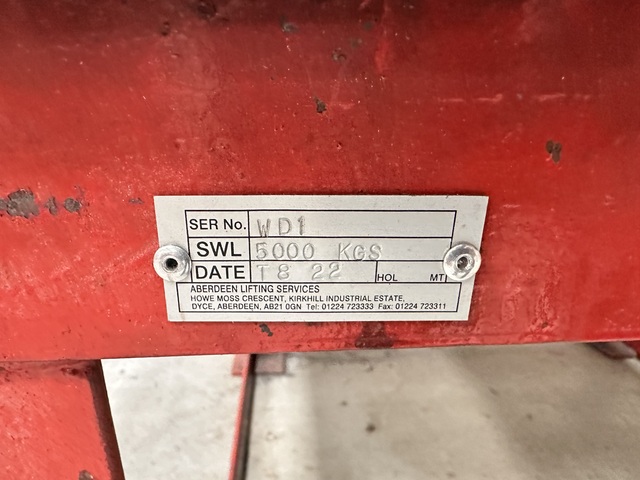 SER No. WD1
SWL 5000 KGS
DATE T8 22 HOL MT
ABERDEEN LIFTING SERVICES
HOWE MOSS CRESCENT, KIRKHILL INDUSTRIAL ESTATE,
DYCE, ABERDEEN, AB21 0GN Tel: 01224 723333 Fax: 01224 723311